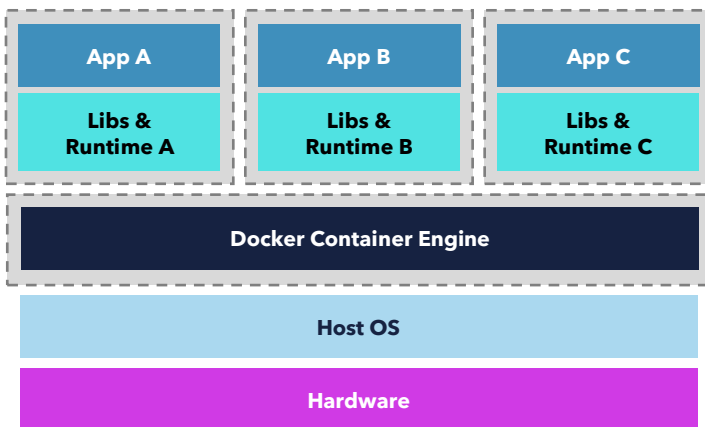 App A
App B
App C
Libs &
Runtime A
Libs &
Runtime B
Libs &
Runtime C
Docker Container Engine
Host OS
Hardware